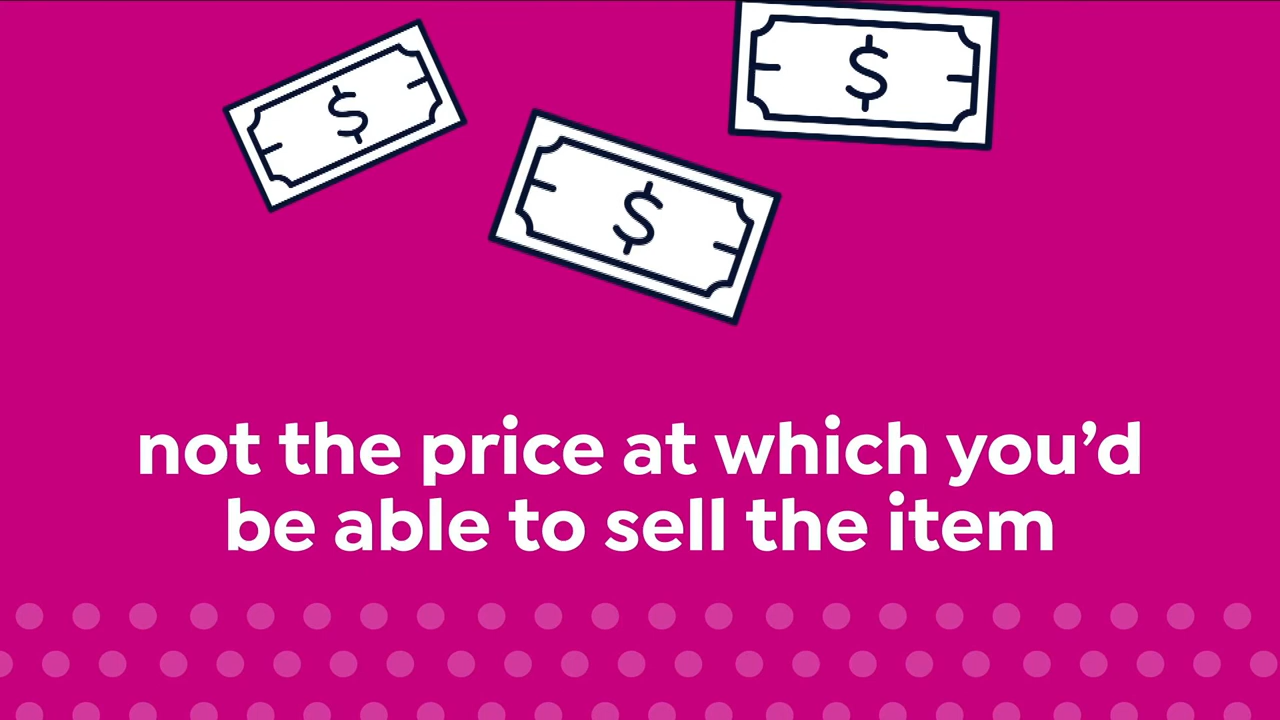 $
$
$
not the price at which you’d
be able to sell the item